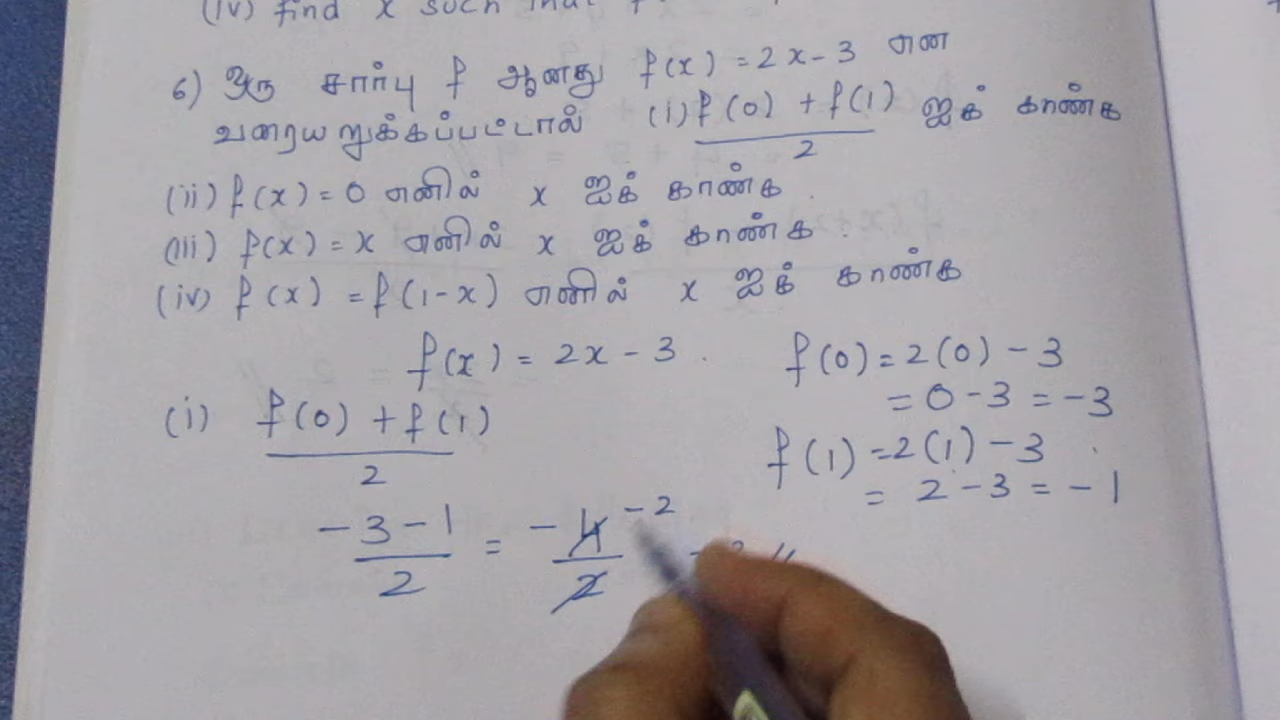 (iv) find x such that
6) ஒரு சார்பு f ஆனது f(x) = 2x - 3 என
வரையறுக்கப்பட்டால் (i) f(0) + f(1) / 2 ஐக் காண்க
(ii) f(x) = 0 எனில் x ஐக் காண்க.
(iii) f(x) = x எனில் x ஐக் காண்க.
(iv) f(x) = f(1-x) எனில் x ஐக் காண்க
f(x) = 2x - 3.
f(0) = 2(0) - 3
= 0 - 3 = -3
(i) f(0) + f(1) / 2
f(1) = 2(1) - 3
= 2 - 3 = -1
-3 - 1 / 2 = -4 / 2 -2